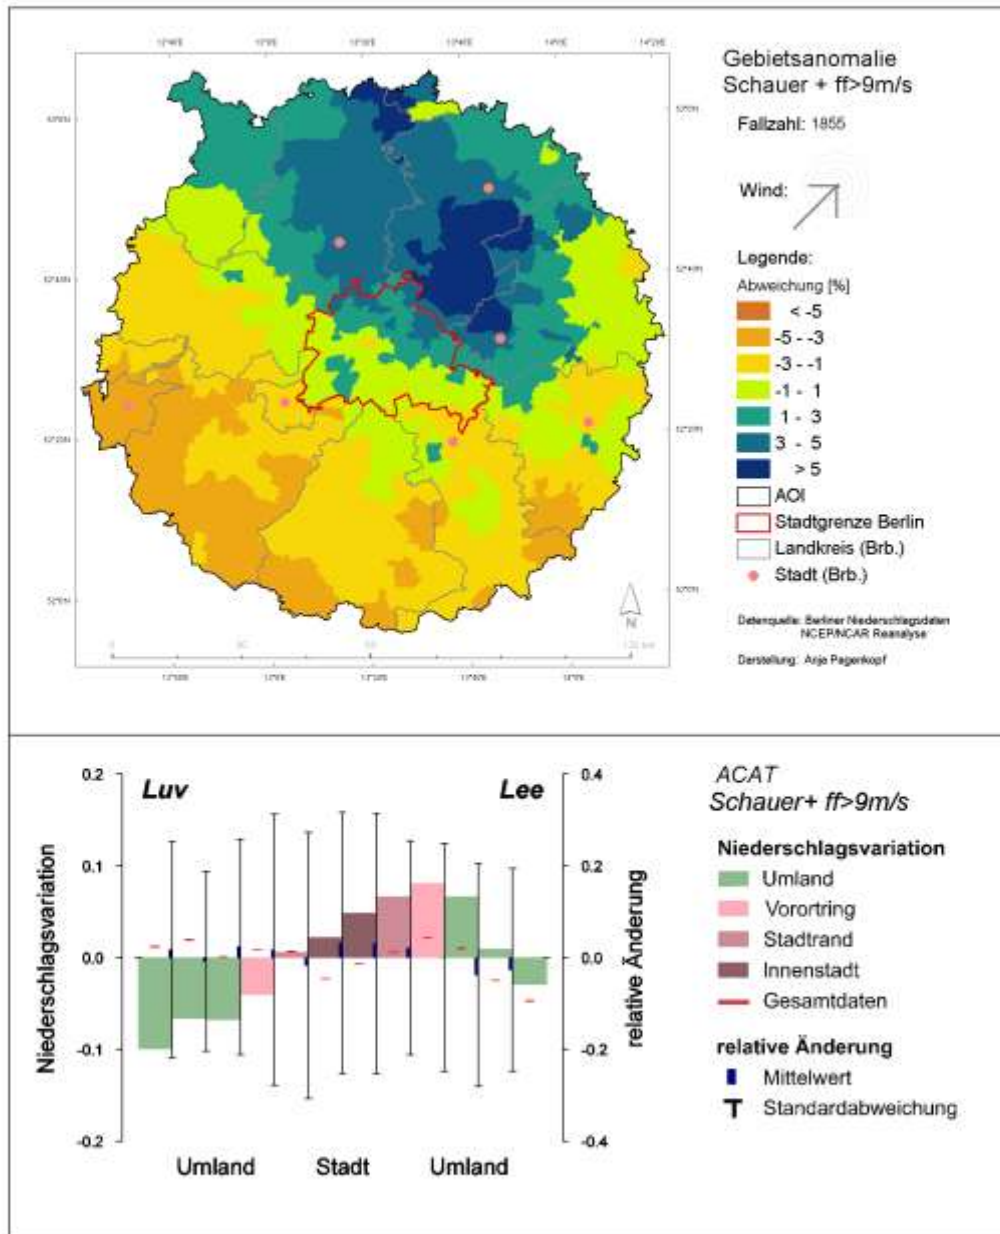 Gebietsanomalie
Schauer + ff>9m/s
Fallzahl: 1855
Wind:
Legende:
Abweichung [%]
< -5
-5 - -3
-3 - -1
-1 - 1
1 - 3
3 - 5
> 5
AOI
Stadtgrenze Berlin
Landkreis (Brb.)
Stadt (Brb.)
N
Datenquelle: Berliner Niederschlagsdaten
NCEP/NCAR Reanalyse
Darstellung: Anja Pagenkopf
Luv
Lee
0.2
0.1
0.0
-0.1
-0.2
Niederschlagsvariation
0.4
0.2
0.0
-0.2
-0.4
relative Änderung
Umland
Stadt
Umland
ACAT
Schauer+ ff>9m/s
Niederschlagsvariation
Umland
Vorortring
Stadtrand
Innenstadt
Gesamtdaten
relative Änderung
Mittelwert
Standardabweichung